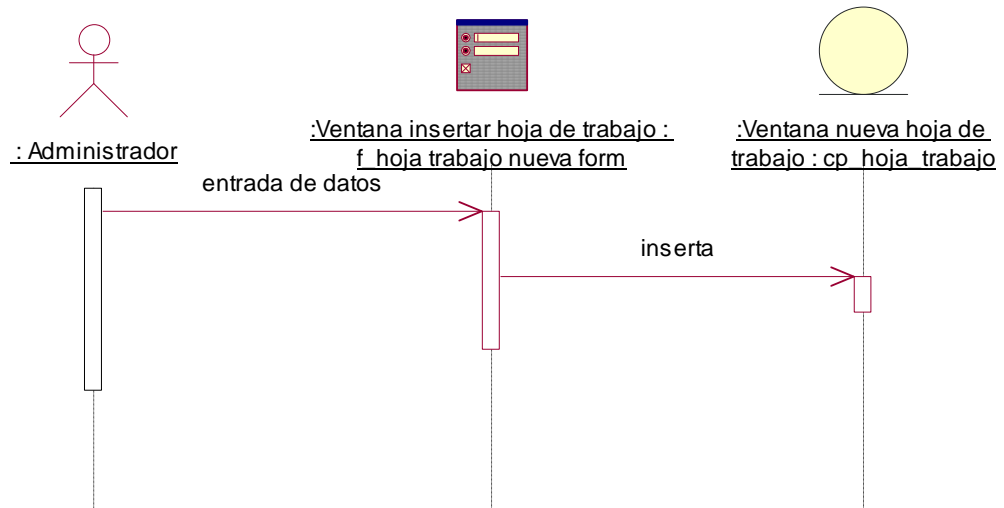 : Administrador
:Ventana insertar hoja de trabajo :
f_hoja trabajo nueva form
:Ventana nueva hoja de
trabajo : cp_hoja_trabajo
entrada de datos
inserta